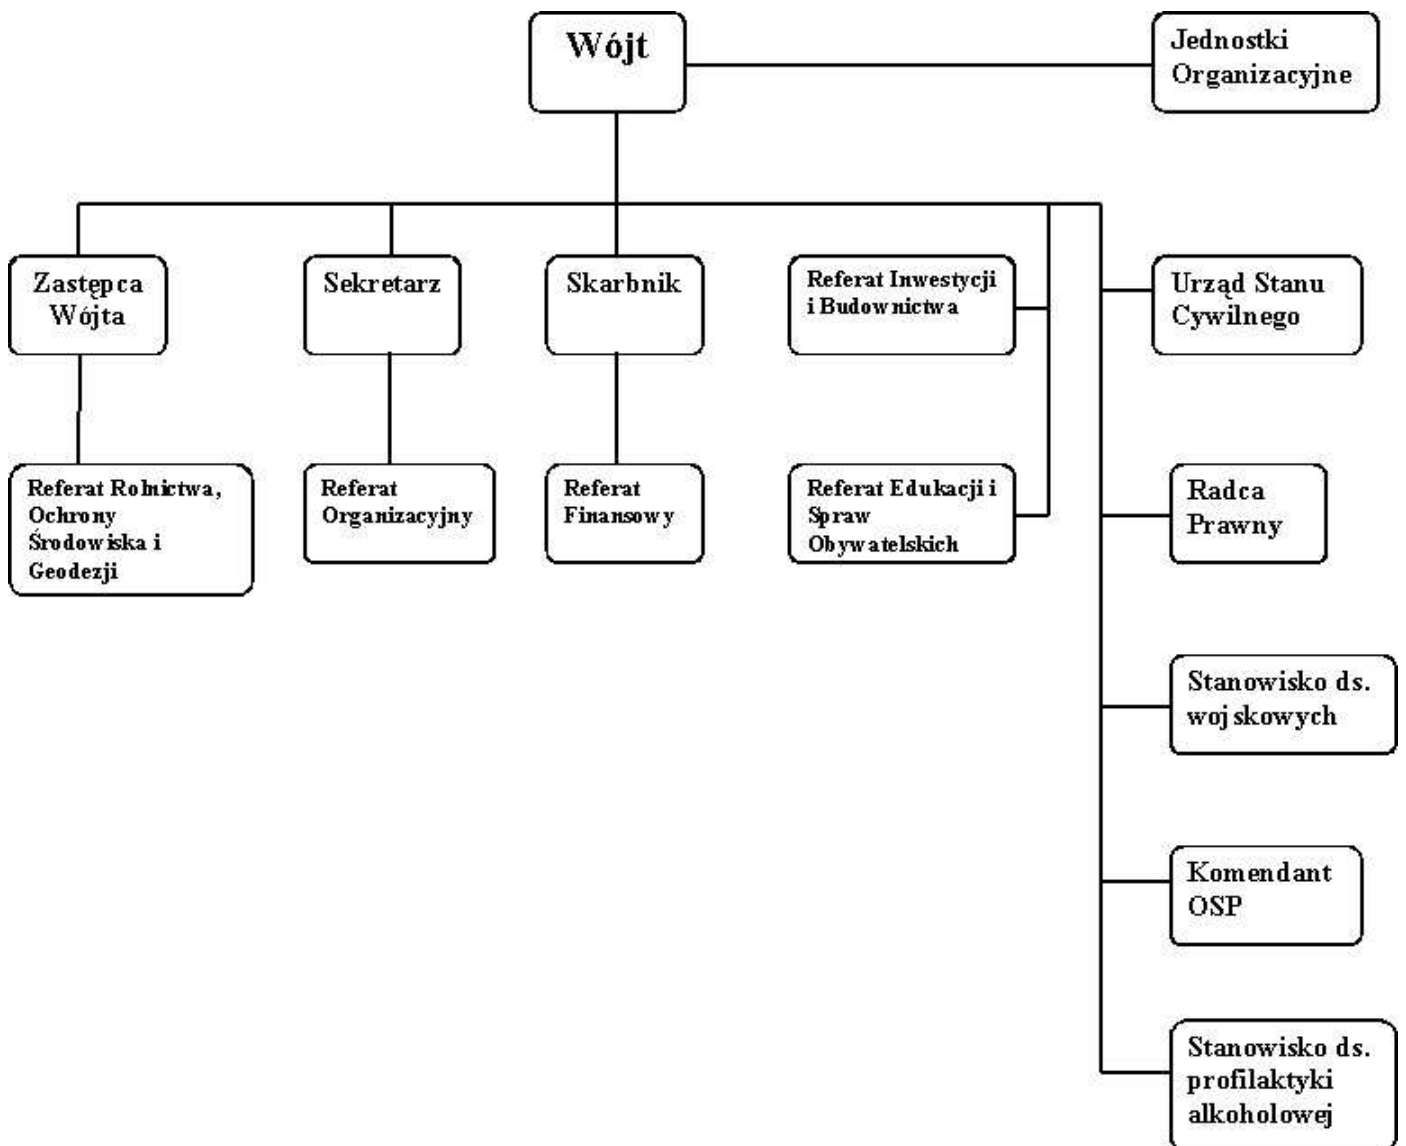 Wójt
Jednostki
Organizacyjne
Zastępca
Wójta
Sekretarz
Skarbnik
Referat Inwestycji
i Budownictwa
Urząd Stanu
Cywilnego
Referat Rolnictwa,
Ochrony
Środowiska i
Geodezji
Referat
Organizacyjny
Referat
Finansowy
Referat Edukacji i
Spraw
Obywatelskich
Radca
Prawny
Stanowisko ds.
wojskowych
Komendant
OSP
Stanowisko ds.
profilaktyki
alkoholowej